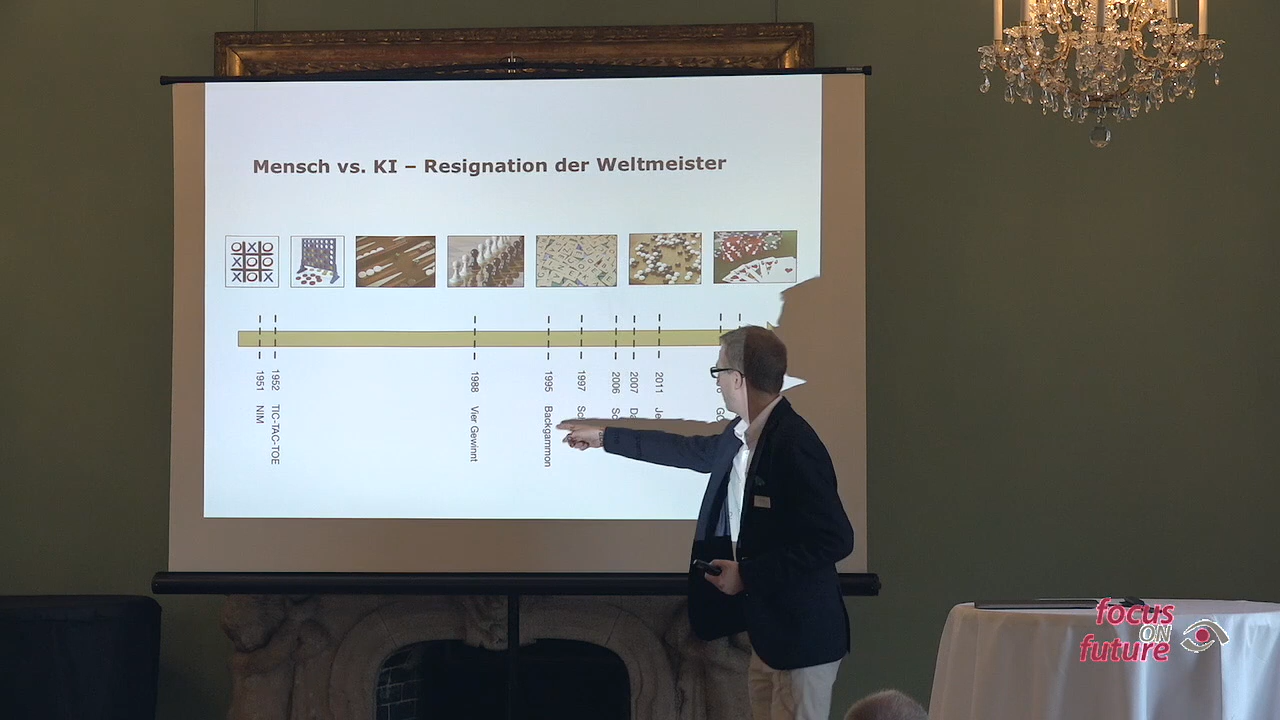 Mensch vs. KI – Resignation der Weltmeister
1951 NIM
1952 TIC-TAC-TOE
1988 Vier Gewinnt
1995 Backgammon
1997
2006
2007
2011
focus
ON
future